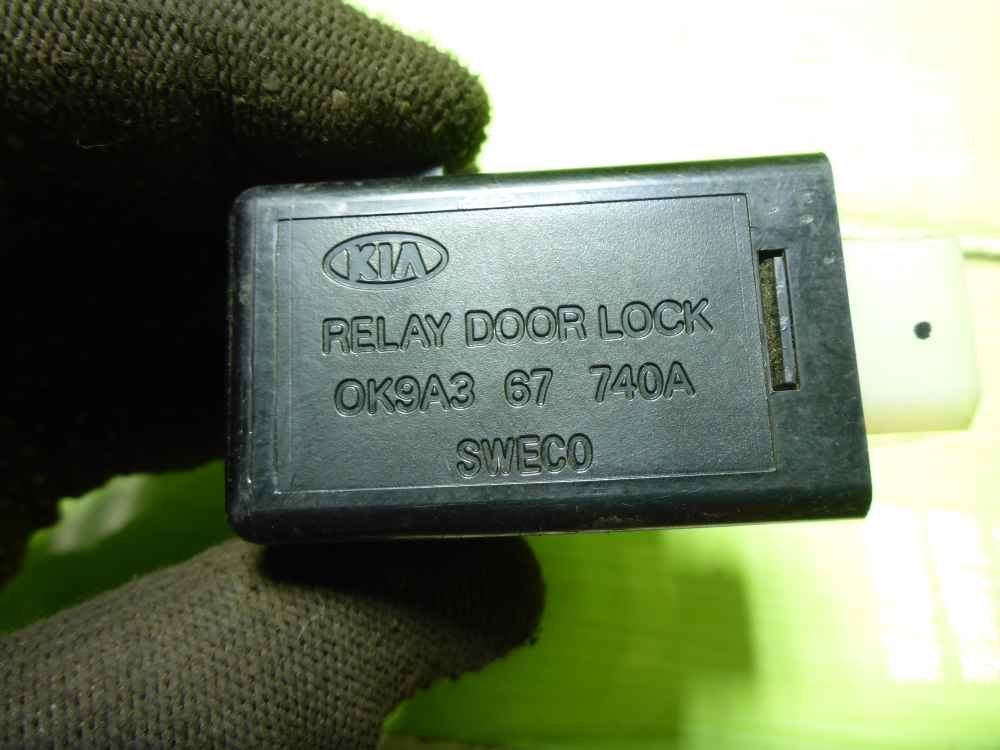 KIA
RELAY DOOR LOCK
0K9A3 67 740A
SWECO